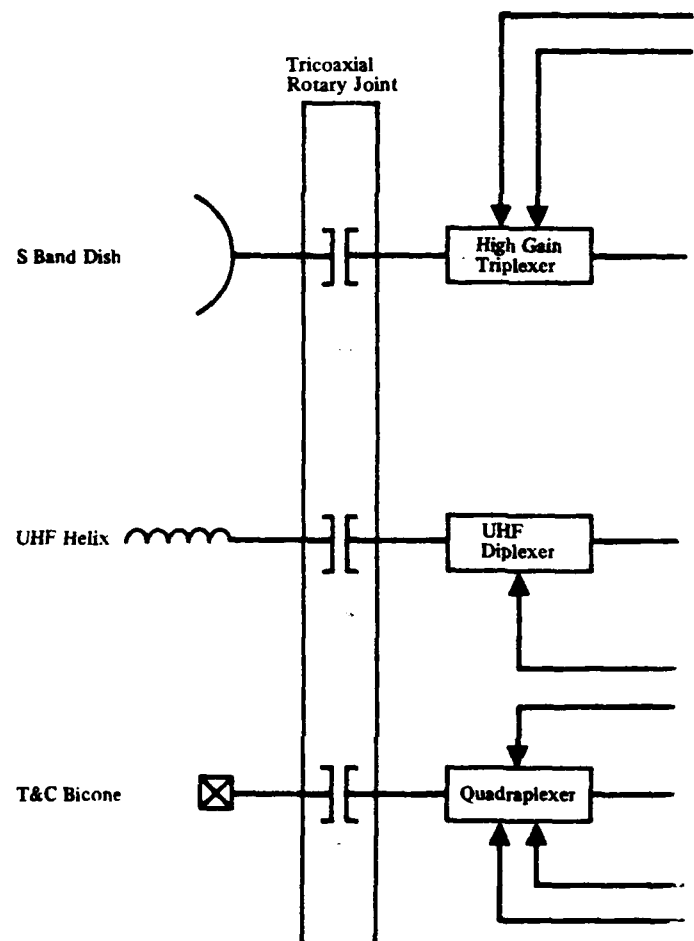 Tricoaxial
Rotary Joint
S Band Dish
High Gain
Triplexer
UHF Helix
UHF
Diplexer
T&C Bicone
Quadraplexer